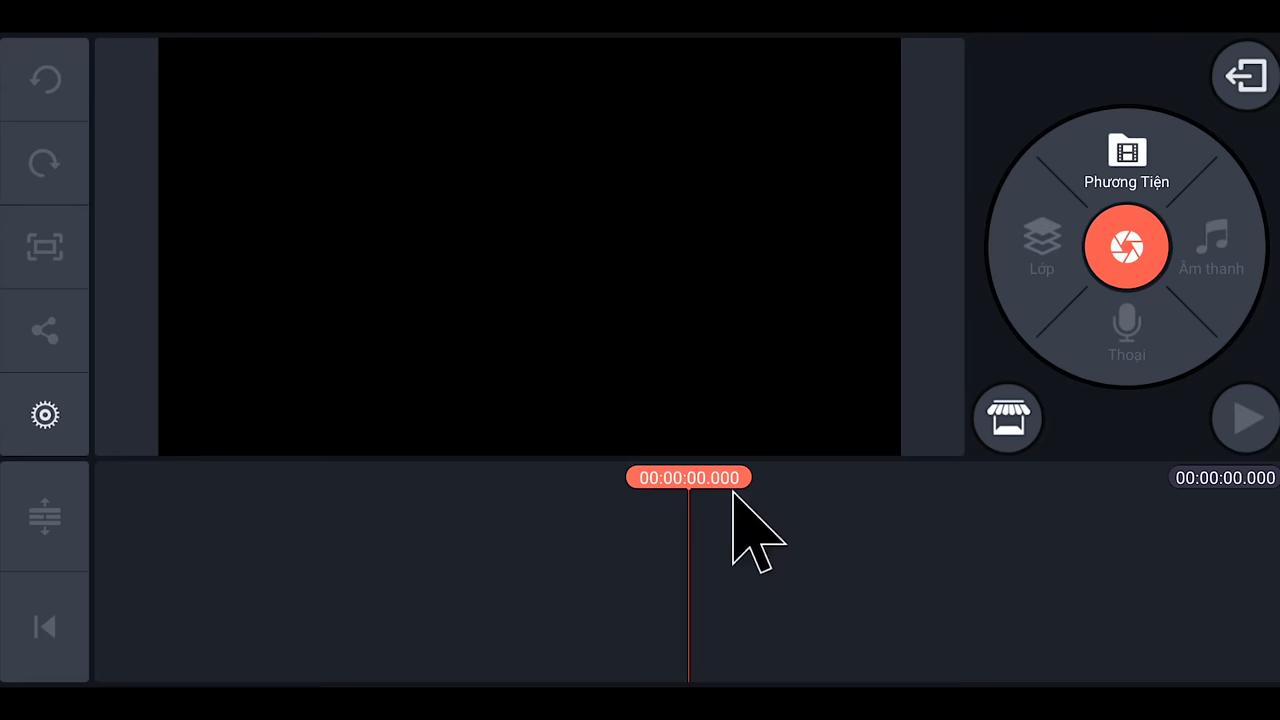 Phương Tiện
Lớp
Âm thanh
Thoại
00:00:00.000
00:00:00.000